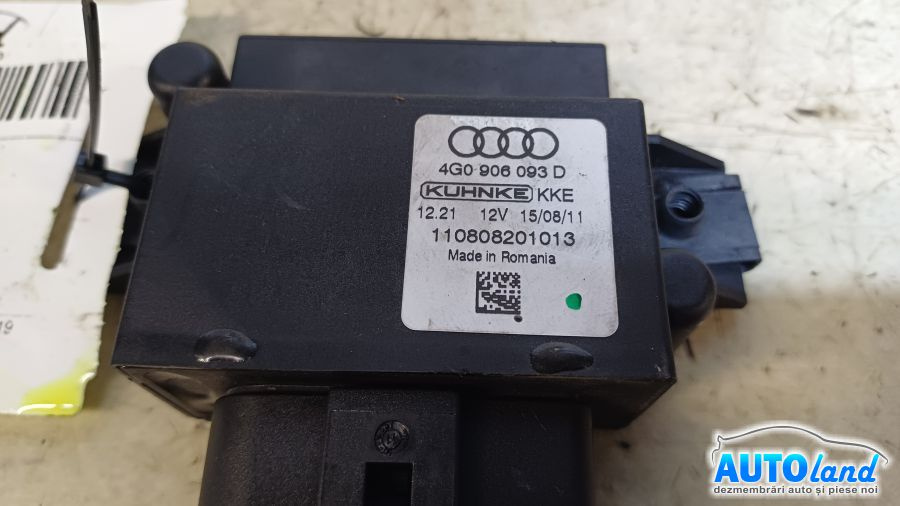 4G0 906 093 D
KUHNKE KKE
12.21 12V 15/08/11
110808201013
Made in Romania
19
AUTOland
dezmembrări auto și piese noi